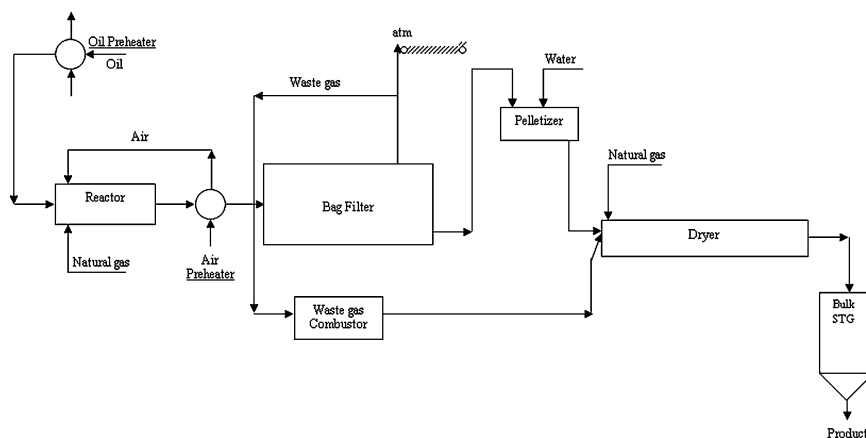 atm
Oil Preheater
Oil
Waste gas
Water
Pelletizer
Air
Natural gas
Reactor
Bag Filter
Dryer
Natural gas
Air
Preheater
Waste gas
Combustor
Bulk
STG
Product